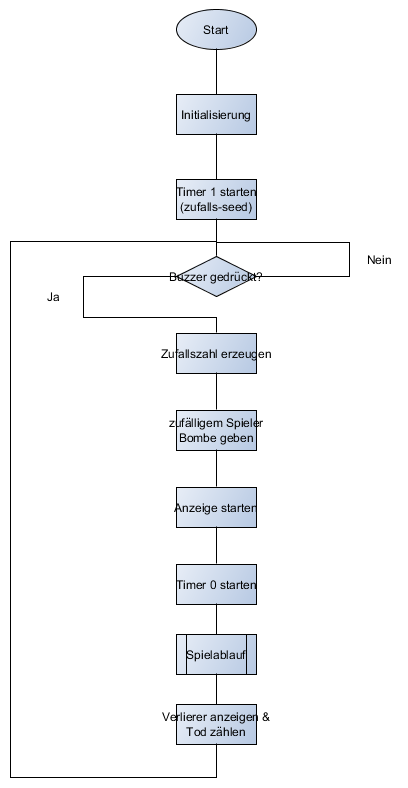 Start
Initialisierung
Timer 1 starten
(zufalls-seed)
Buzzer gedrückt?
Nein
Ja
Zufallszahl erzeugen
zufälligem Spieler
Bombe geben
Anzeige starten
Timer 0 starten
Spielablauf
Verlierer anzeigen &
Tod zählen